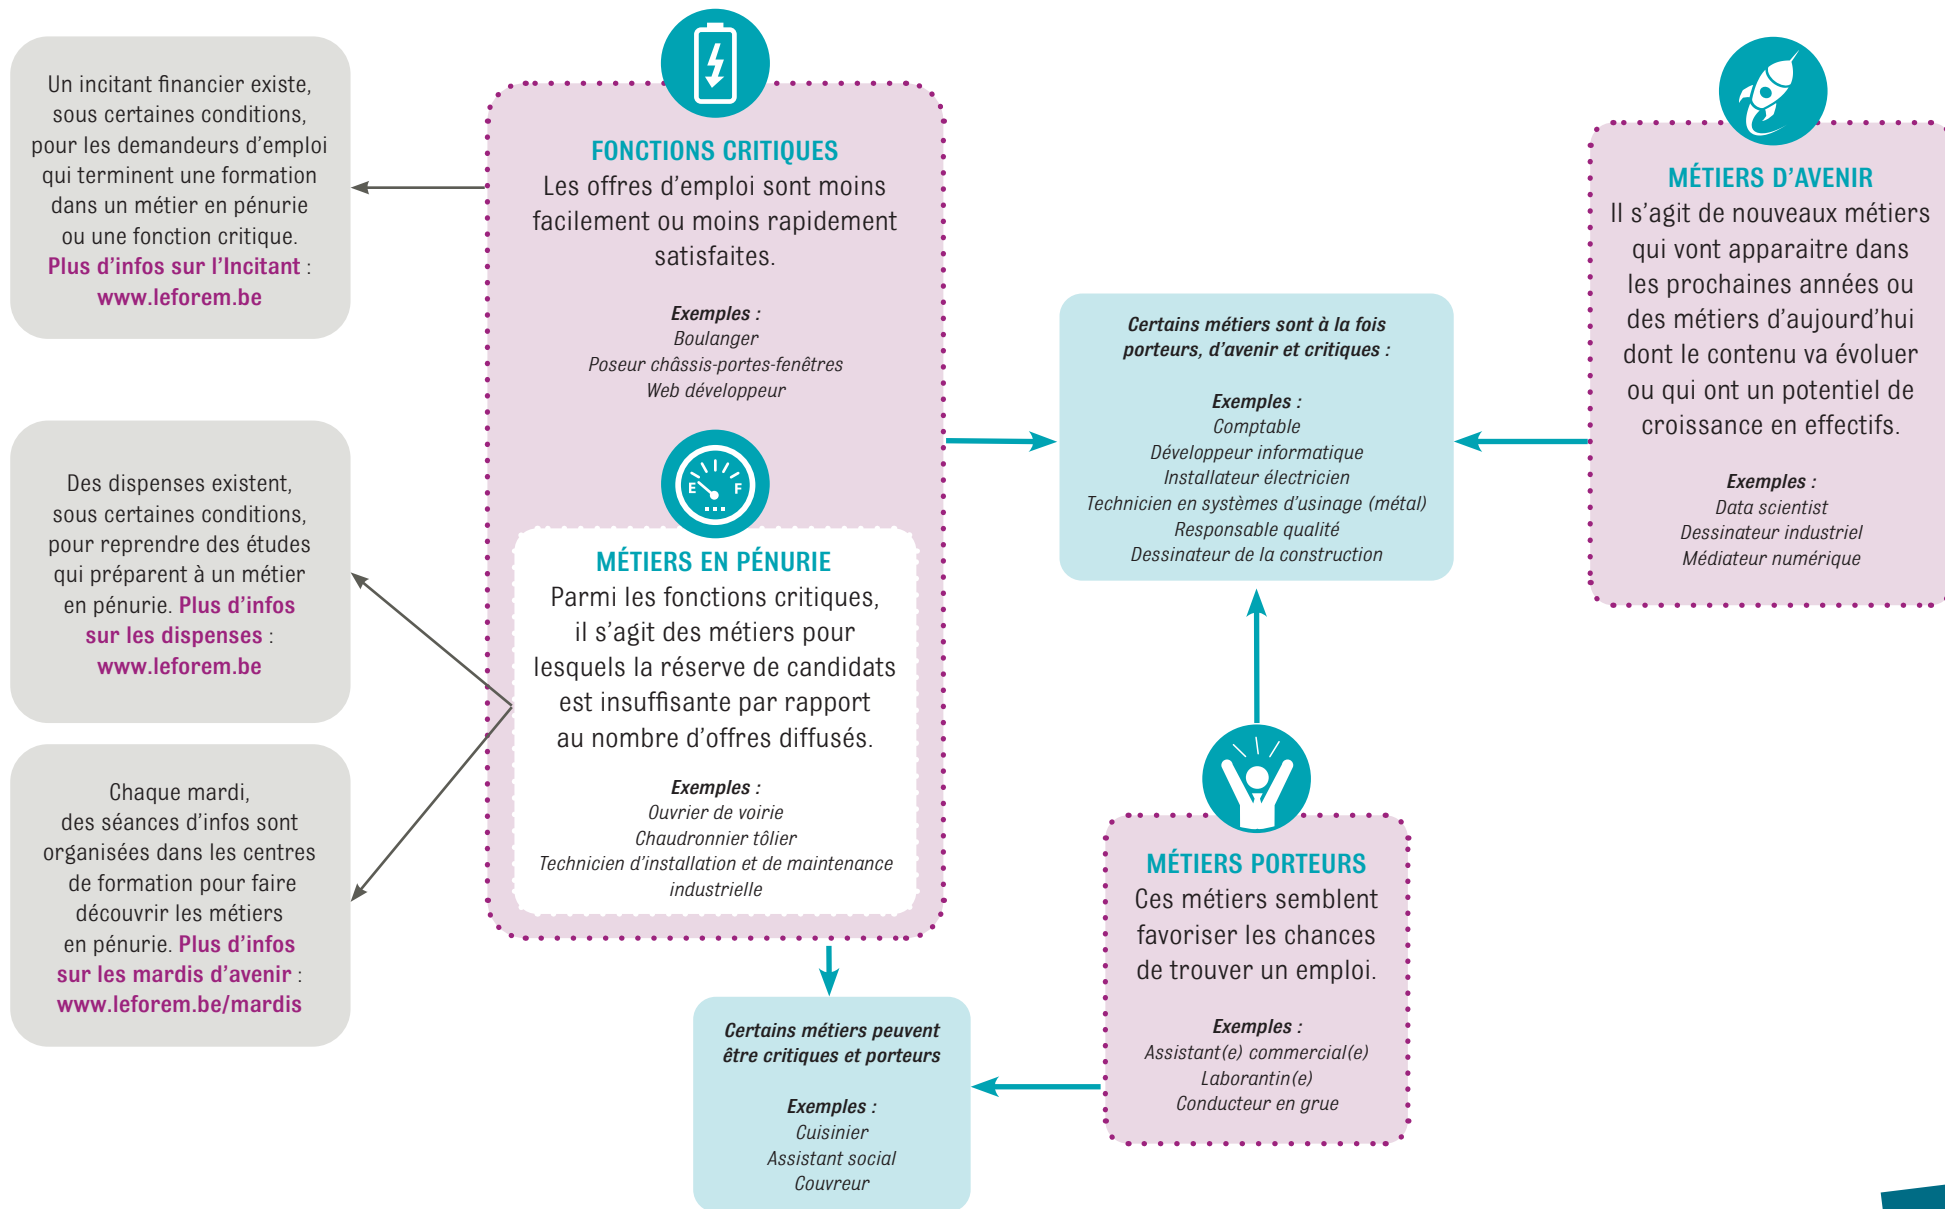 Un incitant financier existe,
sous certaines conditions,
pour les demandeurs d'emploi
qui terminent une formation
dans un métier en pénurie
ou une fonction critique.
Plus d'infos sur l'Incitant :
www.leforem.be
Des dispenses existent,
sous certaines conditions,
pour reprendre des études
qui préparent à un métier
en pénurie. Plus d'infos
sur les dispenses :
www.leforem.be
Chaque mardi,
des séances d'infos sont
organisées dans les centres
de formation pour faire
découvrir les métiers
en pénurie. Plus d'infos
sur les mardis d'avenir :
www.leforem.be/mardis
FONCTIONS CRITIQUES
Les offres d'emploi sont moins
facilement ou moins rapidement
satisfaites.
Exemples :
Boulanger
Poseur châssis-portes-fenêtres
Web développeur
E F
MÉTIERS EN PÉNURIE
Parmi les fonctions critiques,
il s'agit des métiers pour
lesquels la réserve de candidats
est insuffisante par rapport
au nombre d'offres diffusés.
Exemples :
Ouvrier de voirie
Chaudronnier tôlier
Technicien d'installation et de maintenance
industrielle
Certains métiers peuvent
être critiques et porteurs
Exemples :
Cuisinier
Assistant social
Couvreur
Certains métiers sont à la fois
porteurs, d'avenir et critiques :
Exemples :
Comptable
Développeur informatique
Installateur électricien
Technicien en systèmes d'usinage (métal)
Responsable qualité
Dessinateur de la construction
MÉTIERS PORTEURS
Ces métiers semblent
favoriser les chances
de trouver un emploi.
Exemples :
Assistant(e) commercial(e)
Laborantin(e)
Conducteur en grue
MÉTIERS D'AVENIR
Il s'agit de nouveaux métiers
qui vont apparaitre dans
les prochaines années ou
des métiers d'aujourd'hui
dont le contenu va évoluer
ou qui ont un potentiel de
croissance en effectifs.
Exemples :
Data scientist
Dessinateur industriel
Médiateur numérique